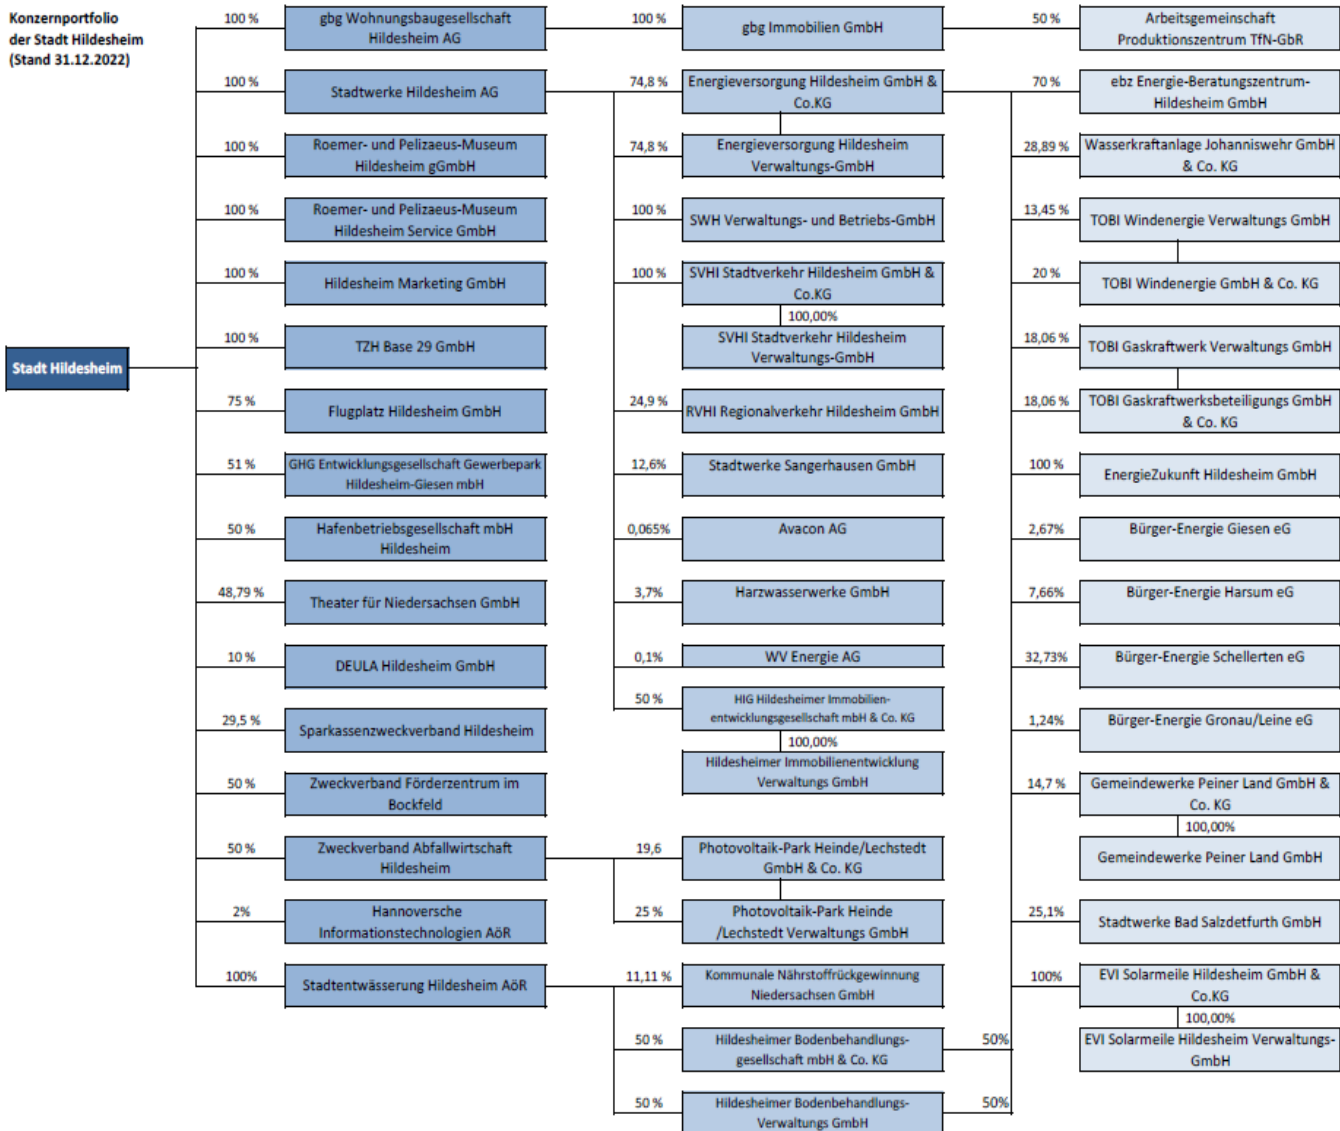 Konzernportfolio
der Stadt Hildesheim
(Stand 31.12.2022)
Stadt Hildesheim
100 %
gbg Wohnungsbaugesellschaft
Hildesheim AG
100 %
gbg Immobilien GmbH
50 %
Arbeitsgemeinschaft
Produktionszentrum TfN-GbR
100 %
Stadtwerke Hildesheim AG
74,8 %
Energieversorgung Hildesheim GmbH &
Co.KG
70 %
ebz Energie-Beratungszentrum-
Hildesheim GmbH
100 %
Roemer- und Pelizaeus-Museum
Hildesheim gGmbH
74,8 %
Energieversorgung Hildesheim
Verwaltungs-GmbH
28,89 %
Wasserkraftanlage Johanniswehr GmbH
& Co. KG
100 %
Roemer- und Pelizaeus-Museum
Hildesheim Service GmbH
100 %
SWH Verwaltungs- und Betriebs-GmbH
13,45 %
TOBI Windenergie Verwaltungs GmbH
100 %
Hildesheim Marketing GmbH
100 %
SVHI Stadtverkehr Hildesheim GmbH &
Co.KG
20 %
TOBI Windenergie GmbH & Co. KG
100,00%
100 %
TZH Base 29 GmbH
SVHI Stadtverkehr Hildesheim
Verwaltungs-GmbH
18,06 %
TOBI Gaskraftwerk Verwaltungs GmbH
75 %
Flugplatz Hildesheim GmbH
24,9 %
RVHI Regionalverkehr Hildesheim GmbH
18,06 %
TOBI Gaskraftwerksbeteiligungs GmbH
& Co. KG
51 %
GHG Entwicklungsgesellschaft Gewerbepark
Hildesheim-Giesen mbH
12,6%
Stadtwerke Sangerhausen GmbH
100 %
EnergieZukunft Hildesheim GmbH
50 %
Hafenbetriebsgesellschaft mbH
Hildesheim
0,065%
Avacon AG
2,67%
Bürger-Energie Giesen eG
48,79 %
Theater für Niedersachsen GmbH
3,7%
Harzwasserwerke GmbH
7,66%
Bürger-Energie Harsum eG
10 %
DEULA Hildesheim GmbH
0,1%
WV Energie AG
32,73%
Bürger-Energie Schellerten eG
29,5 %
Sparkassenzweckverband Hildesheim
50 %
HIG Hildesheimer Immobilien-
entwicklungsgesellschaft mbH & Co. KG
1,24%
Bürger-Energie Gronau/Leine eG
100,00%
50 %
Zweckverband Förderzentrum im
Bockfeld
Hildesheimer Immobilienentwicklung
Verwaltungs GmbH
14,7 %
Gemeindewerke Peiner Land GmbH &
Co. KG
100,00%
50 %
Zweckverband Abfallwirtschaft
Hildesheim
19,6
Photovoltaik-Park Heinde/Lechstedt
GmbH & Co. KG
Gemeindewerke Peiner Land GmbH
2%
Hannoversche
Informationstechnologien AöR
25 %
Photovoltaik-Park Heinde
/Lechstedt Verwaltungs GmbH
25,1%
Stadtwerke Bad Salzdetfurth GmbH
100%
Stadtentwässerung Hildesheim AöR
11,11 %
Kommunale Nährstoffrückgewinnung
Niedersachsen GmbH
100%
EVI Solarmeile Hildesheim GmbH &
Co.KG
100,00%
50 %
Hildesheimer Bodenbehandlungs-
gesellschaft mbH & Co. KG
50%
EVI Solarmeile Hildesheim Verwaltungs-
GmbH
50 %
Hildesheimer Bodenbehandlungs-
Verwaltungs GmbH
50%